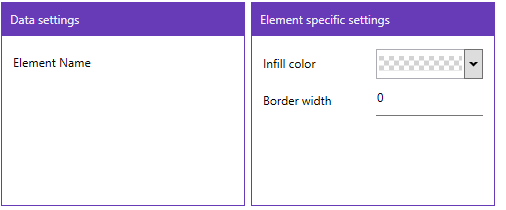 Data settings
Element Name
Element specific settings
Infill color
Border width
0